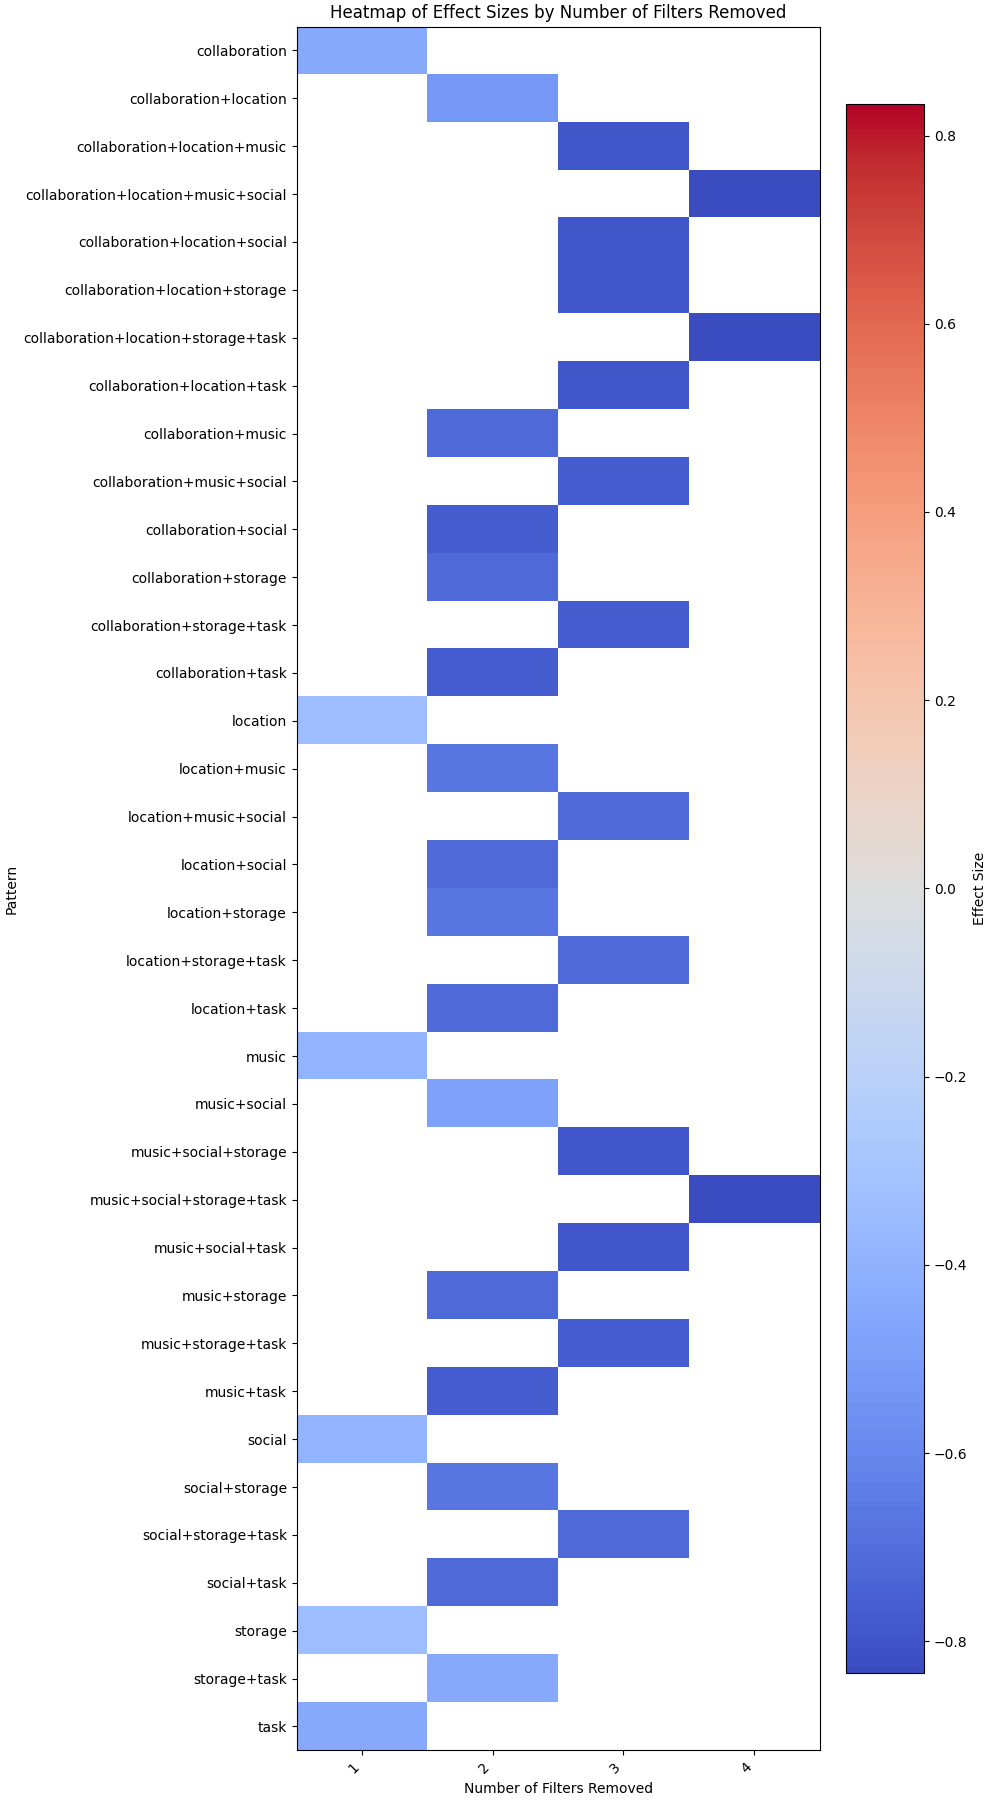 Heatmap of Effect Sizes by Number of Filters Removed
collaboration
collaboration+location
collaboration+location+music
collaboration+location+music+social
collaboration+location+social
collaboration+location+storage
collaboration+location+storage+task
collaboration+location+task
collaboration+music
collaboration+music+social
collaboration+social
collaboration+storage
collaboration+storage+task
collaboration+task
location
location+music
location+music+social
location+social
location+storage
location+storage+task
location+task
music
music+social
music+social+storage
music+social+storage+task
music+social+task
music+storage
music+storage+task
music+task
social
social+storage
social+storage+task
social+task
storage
storage+task
task
Pattern
1
2
3
4
Number of Filters Removed
0.8
0.6
0.4
0.2
0.0
−0.2
−0.4
−0.6
−0.8
Effect Size